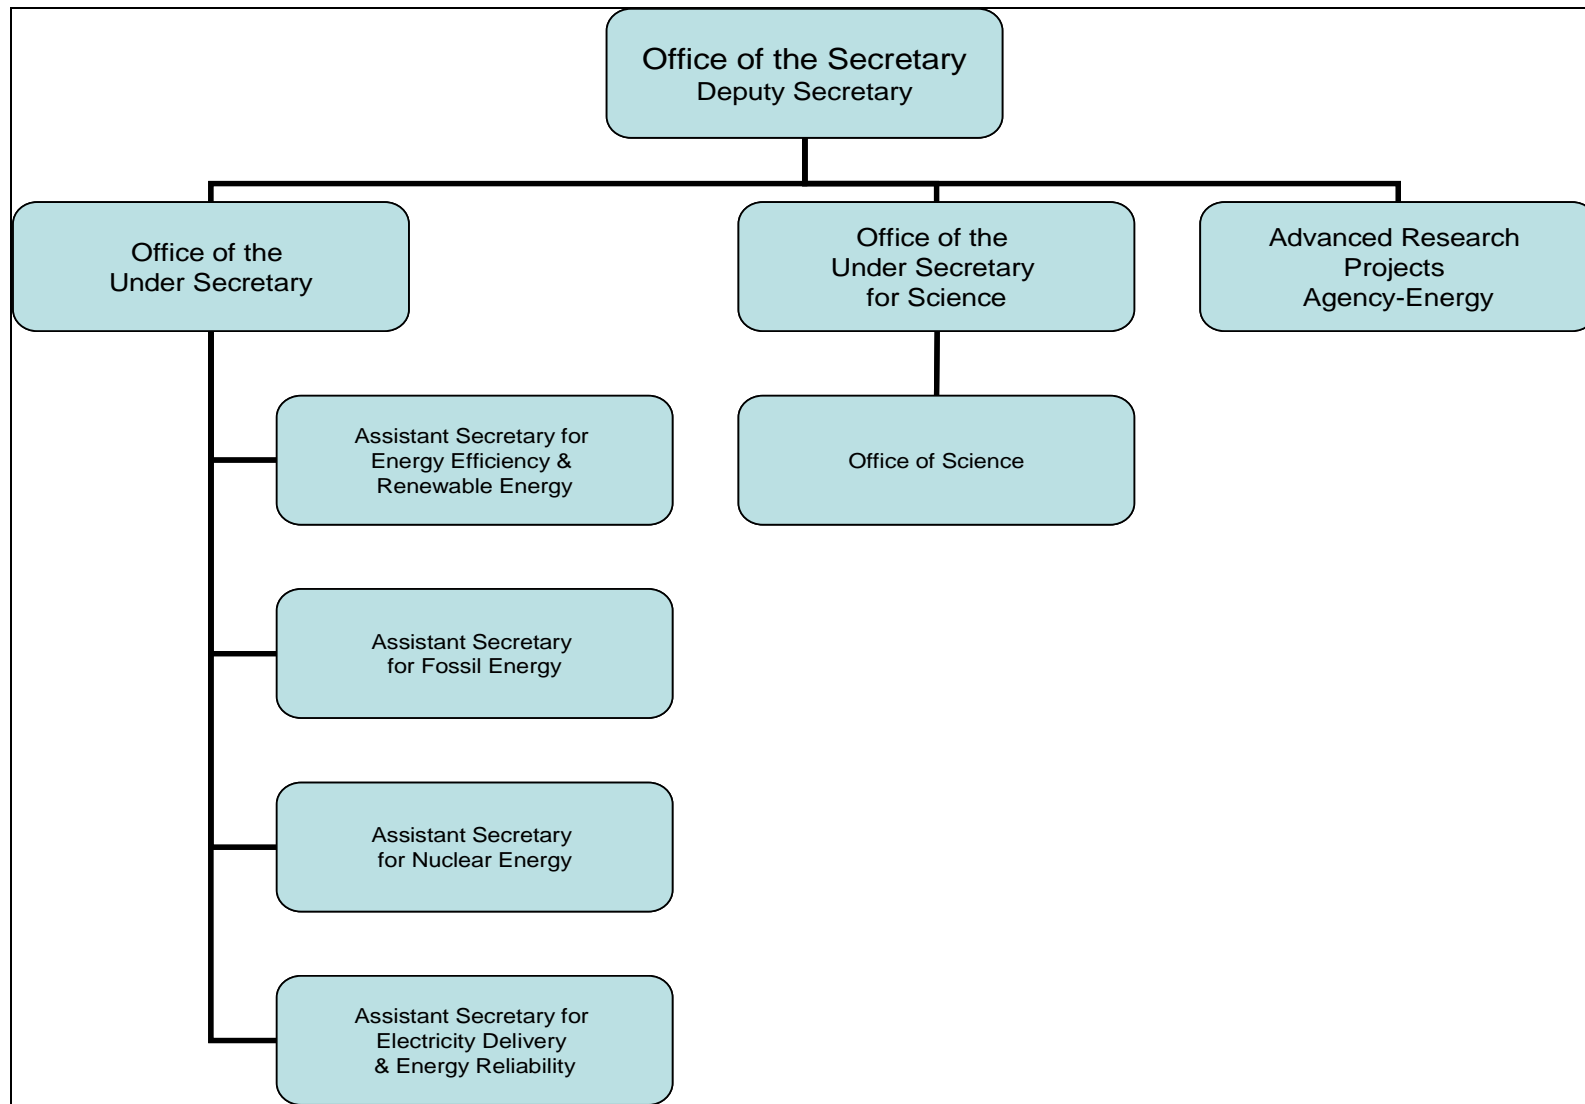 Office of the Secretary
Deputy Secretary
Office of the
Under Secretary
Office of the
Under Secretary
for Science
Advanced Research
Projects
Agency-Energy
Assistant Secretary for
Energy Efficiency &
Renewable Energy
Office of Science
Assistant Secretary
for Fossil Energy
Assistant Secretary
for Nuclear Energy
Assistant Secretary for
Electricity Delivery
& Energy Reliability